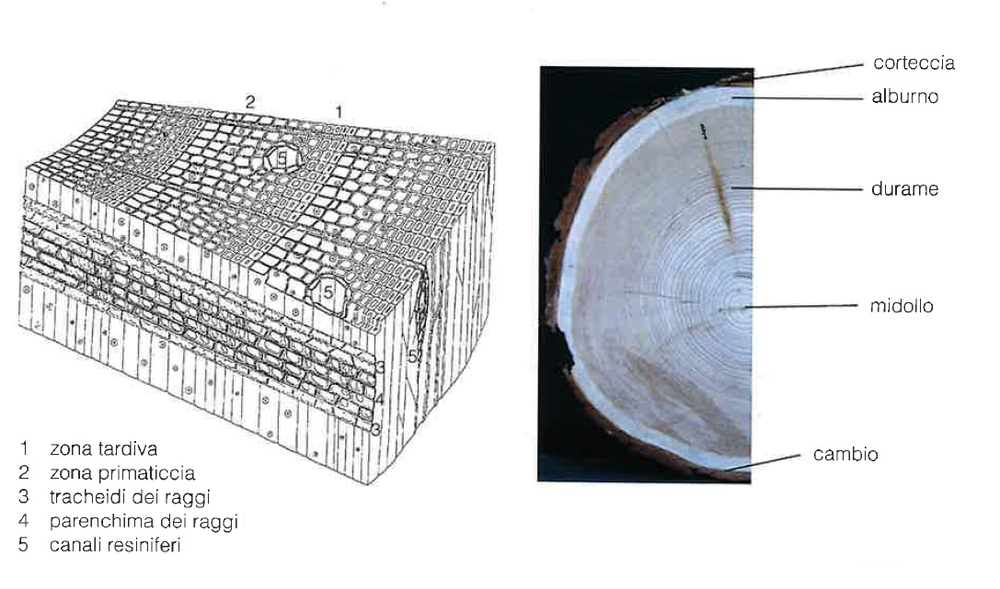 corteccia
alburno
durame
midollo
cambio
2
1
5
5
5
3
4
3
1 zona tardiva
2 zona primaticcia
3 tracheidi dei raggi
4 parenchima dei raggi
5 canali resiniferi